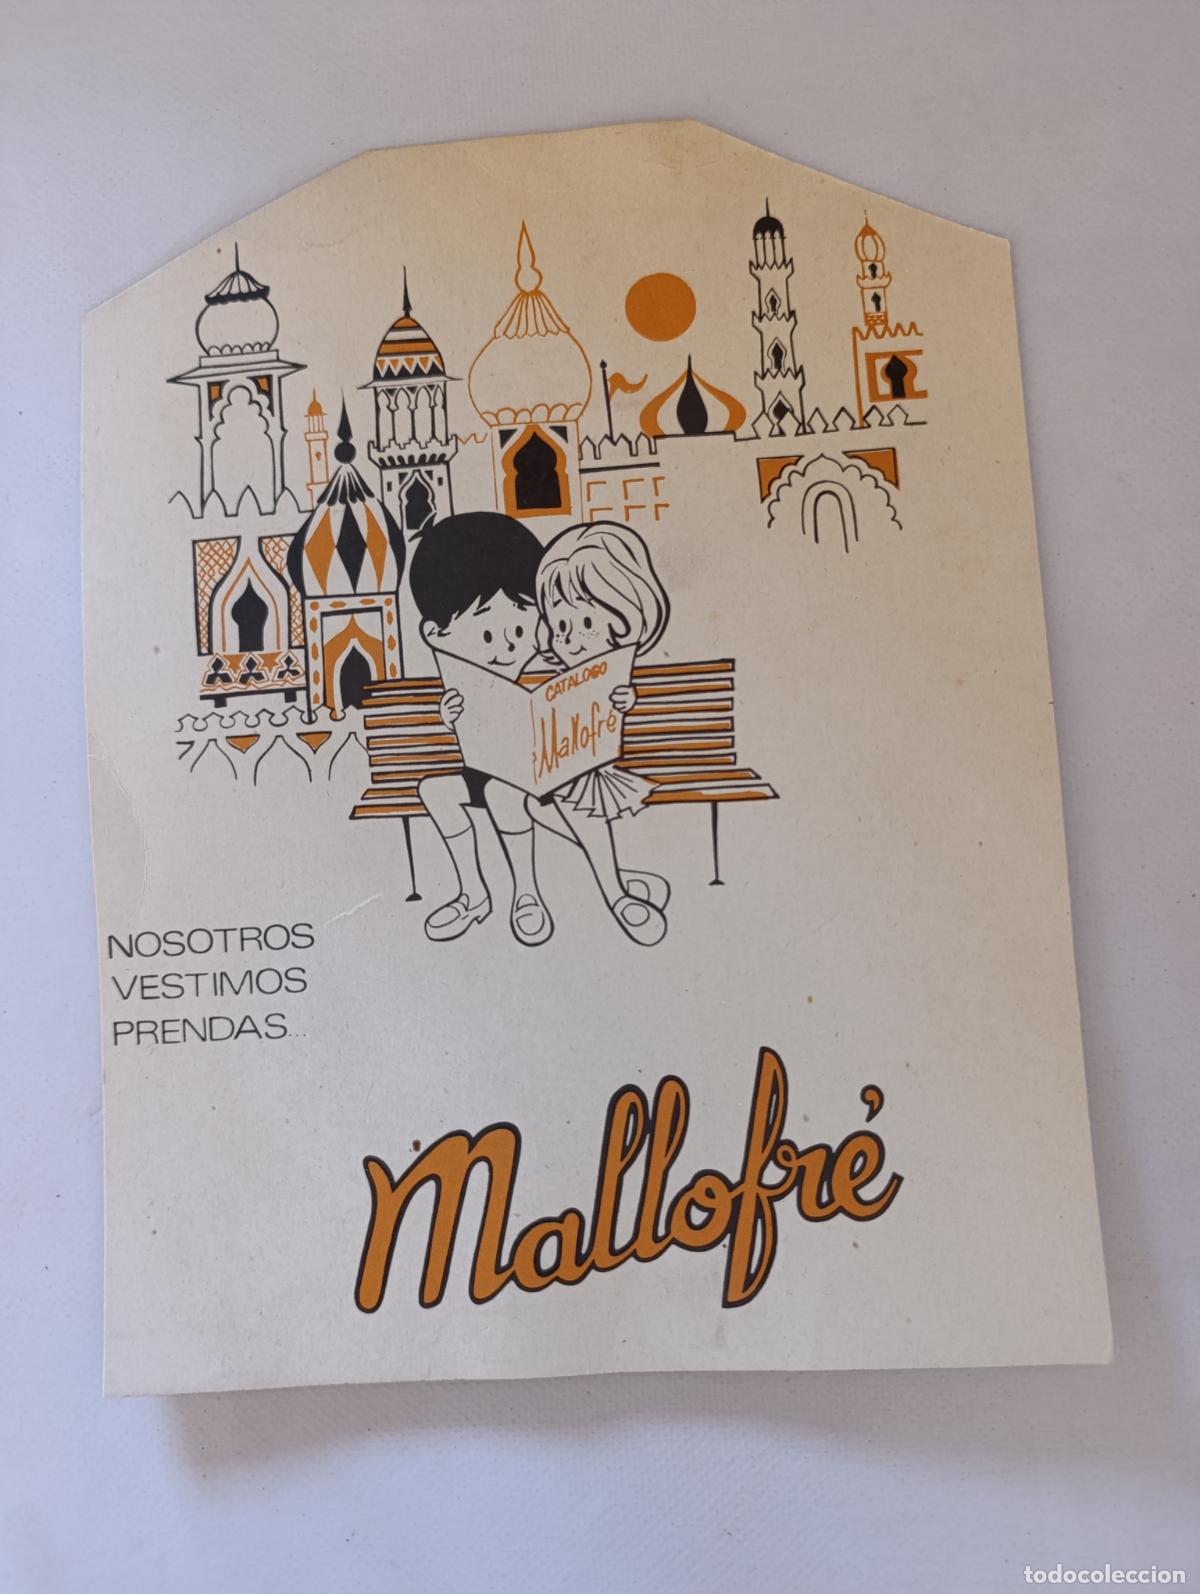 CATALOGO
Mallofré
NOSOTROS
VESTIMOS
PRENDAS...
Mallofré
todocoleccion